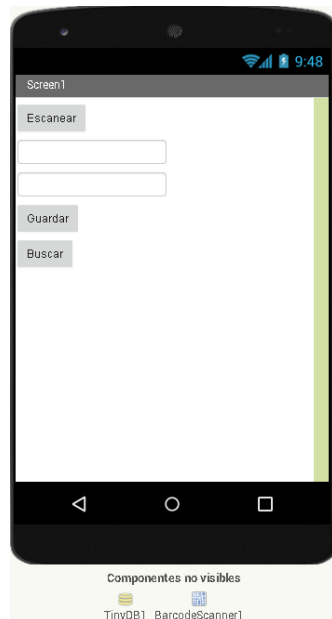 9:48
Screen1
Escanear
Guardar
Buscar
Componentes no visibles
TinyDB1 BarcodeScanner1